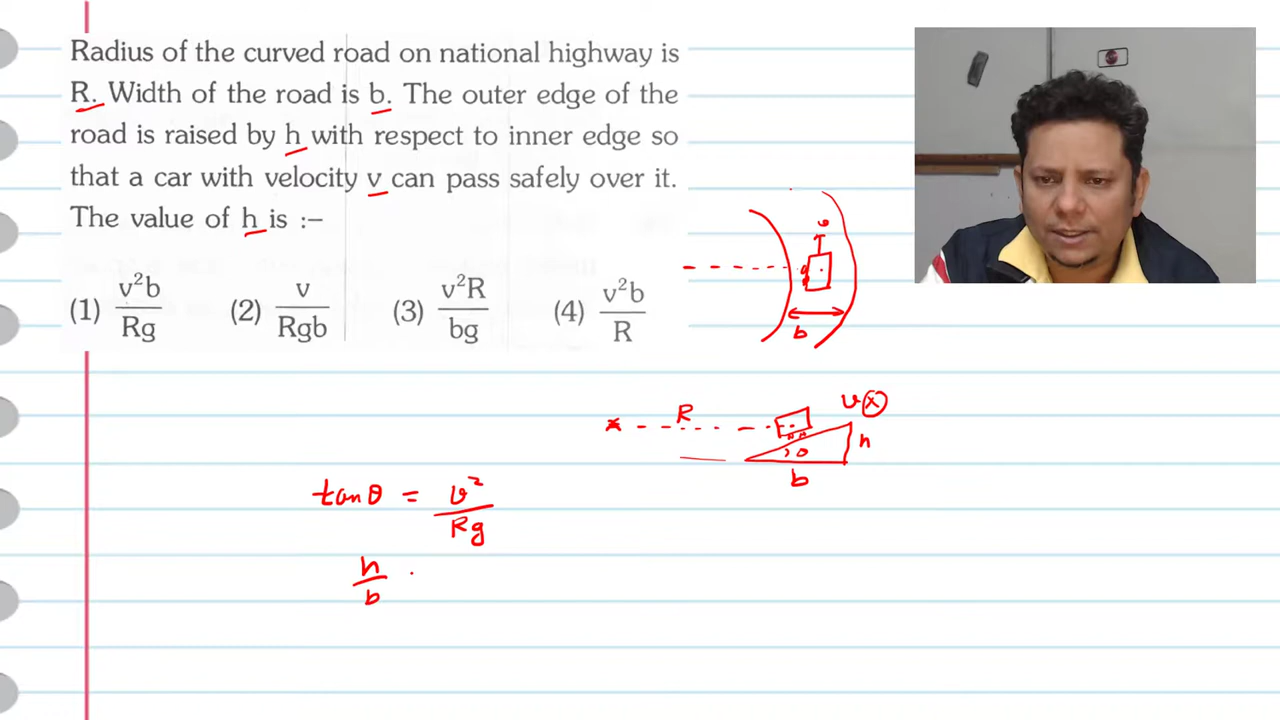 Radius of the curved road on national highway is
R. Width of the road is b. The outer edge of the
road is raised by h with respect to inner edge so
that a car with velocity v can pass safely over it.
The value of h is :–
(1) v²b/Rg (2) v/Rgb (3) v²R/bg (4) v²b/R
v
b
R
v
h
θ
b
tanθ = v²/Rg
h/b